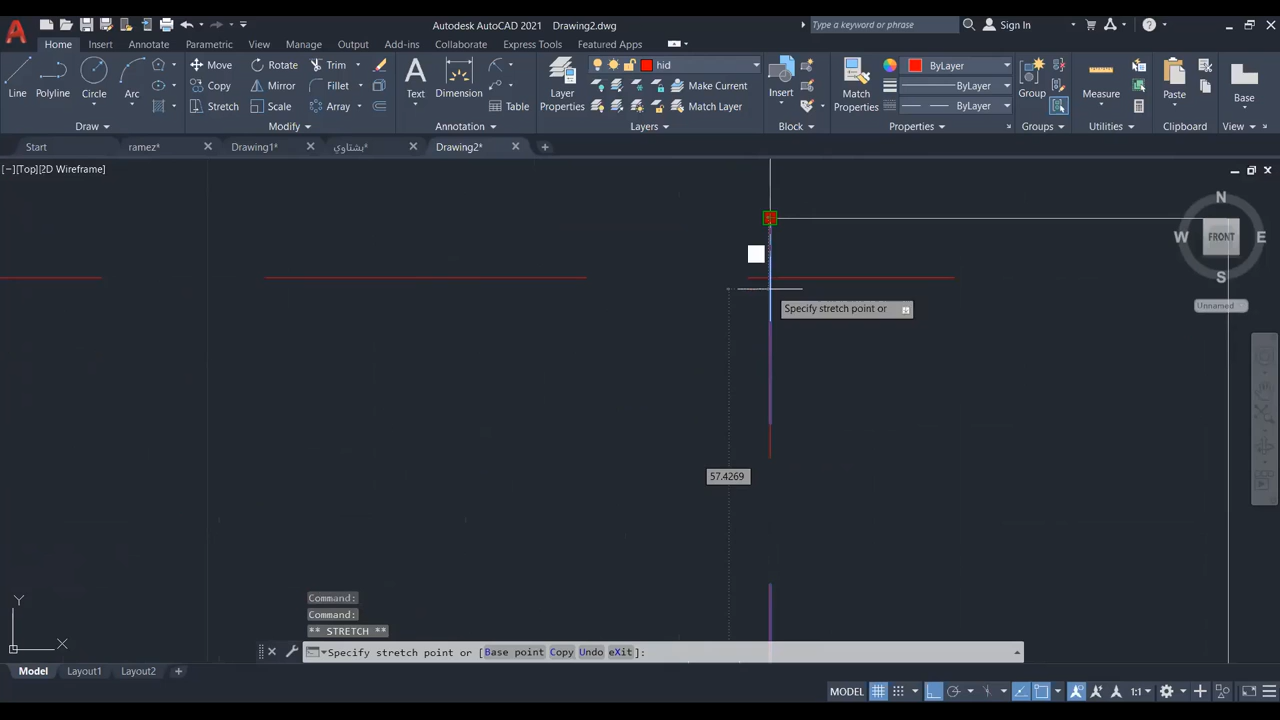 Autodesk AutoCAD 2021 Drawing2.dwg
Type a keyword or phrase
Sign In
Home Insert Annotate Parametric View Manage Output Add-ins Collaborate Express Tools Featured Apps
Line
Polyline
Circle
Arc
Move
Copy
Stretch
Rotate
Mirror
Scale
Trim
Fillet
Array
Text
Dimension
Table
Layer
Properties
hid
Make Current
Match Layer
Insert
Match
Properties
ByLayer
ByLayer
ByLayer
Group
Measure
Paste
Base
Draw Modify Annotation Layers Block Properties Groups Utilities Clipboard View
Start ramez* Drawing1* بشتاوي* Drawing2*
[−][Top][2D Wireframe]
N
W FRONT E
S
Unnamed
Specify stretch point or
57.4269
Y
X
Command:
Command:
** STRETCH **
Specify stretch point or [Base point Copy Undo eXit]:
Model Layout1 Layout2 +
MODEL 1:1